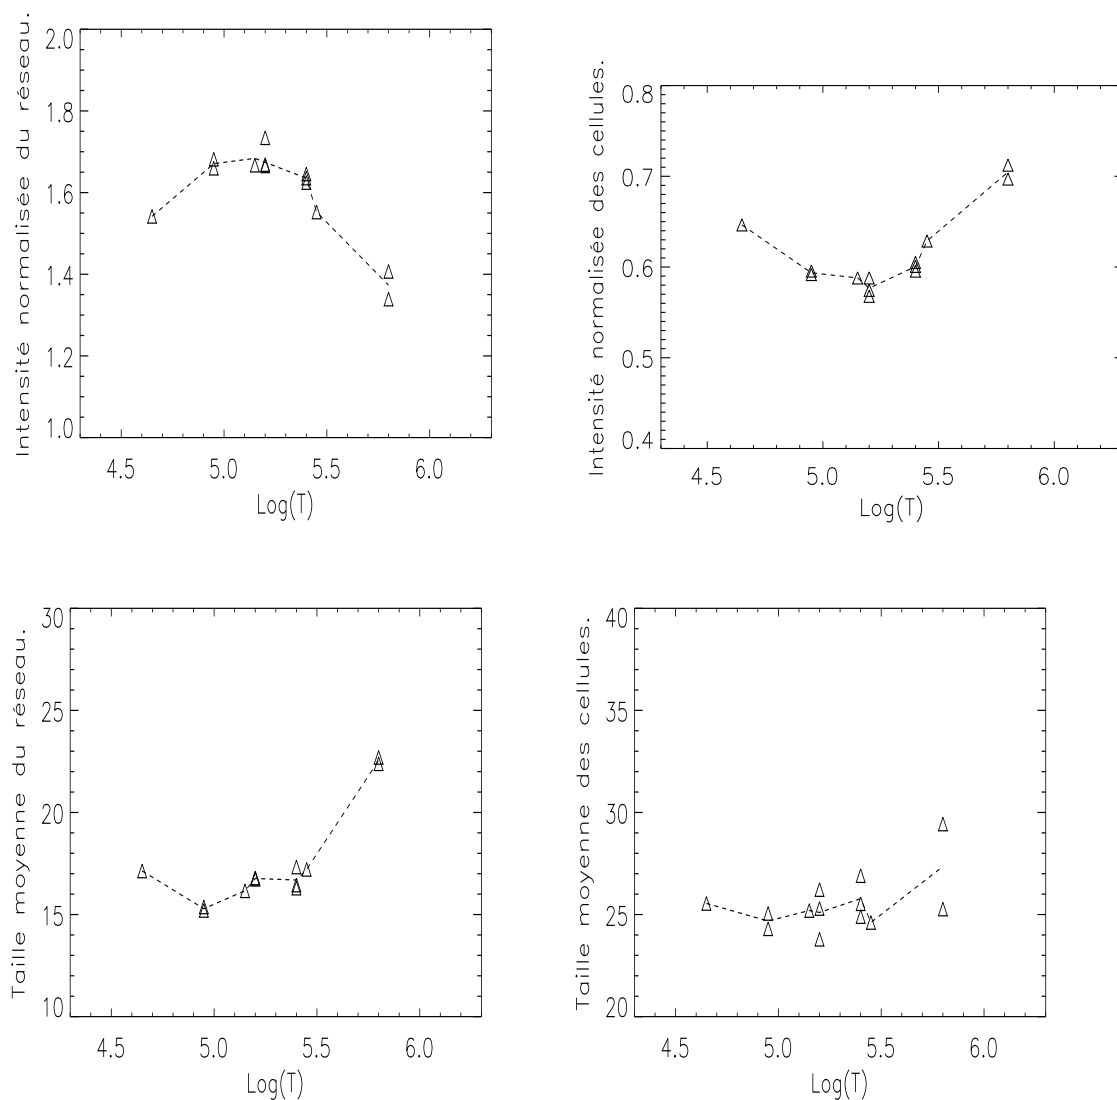 Intensité normalisée du réseau.
2.0
1.8
1.6
1.4
1.2
1.0
4.5 5.0 5.5 6.0
Log(T)
Intensité normalisée des cellules.
0.8
0.7
0.6
0.5
0.4
4.5 5.0 5.5 6.0
Log(T)
Taille moyenne du réseau.
30
25
20
15
10
4.5 5.0 5.5 6.0
Log(T)
Taille moyenne des cellules.
40
35
30
25
20
4.5 5.0 5.5 6.0
Log(T)